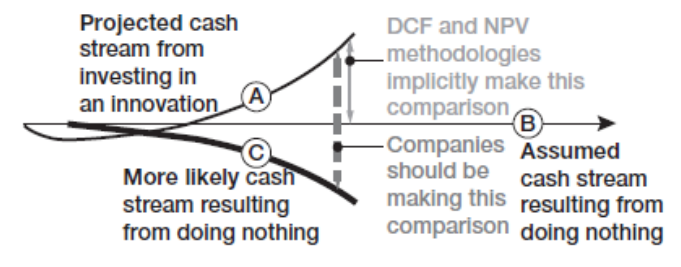 Projected cash
stream from
investing in
an innovation
A
DCF and NPV
methodologies
implicitly make this
comparison
B
Assumed
cash stream
resulting from
doing nothing
C
More likely cash
stream resulting
from doing nothing
Companies
should be
making this
comparison